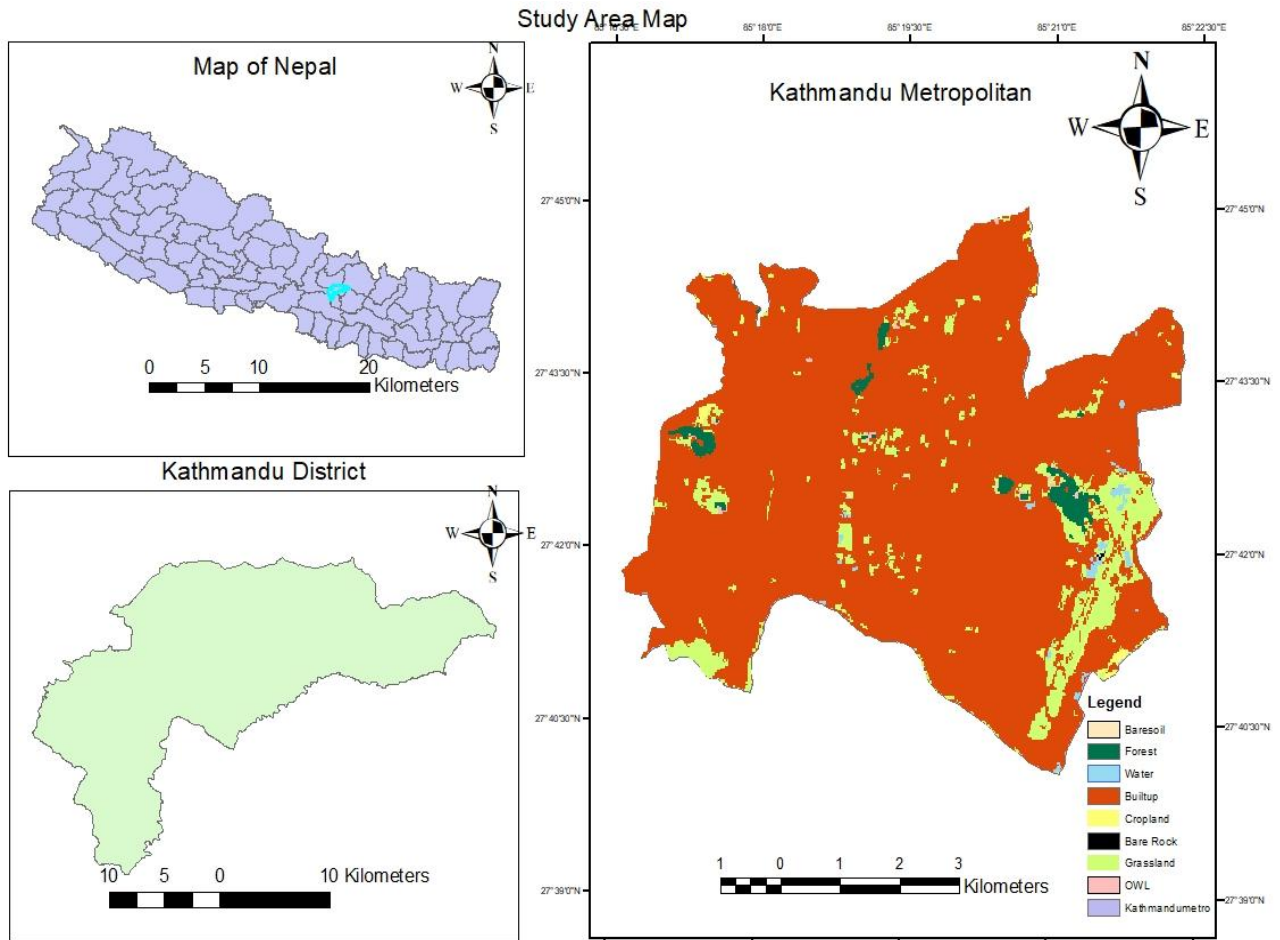 Study Area Map
Map of Nepal
N
W E
S
0 5 10 20
Kilometers
Kathmandu District
N
W E
S
10 5 0 10 Kilometers
85°18'0"E 85°19'30"E 85°21'0"E 85°22'30"E
Kathmandu Metropolitan
N
W E
S
27°45'0"N 27°45'0"N
27°43'30"N 27°43'30"N
27°42'0"N 27°42'0"N
27°40'30"N 27°40'30"N
27°39'0"N 27°39'0"N
Legend
Baresoil
Forest
Water
Builtup
Cropland
Bare Rock
Grassland
OWL
Kathmandumetro
1 0 1 2 3
Kilometers